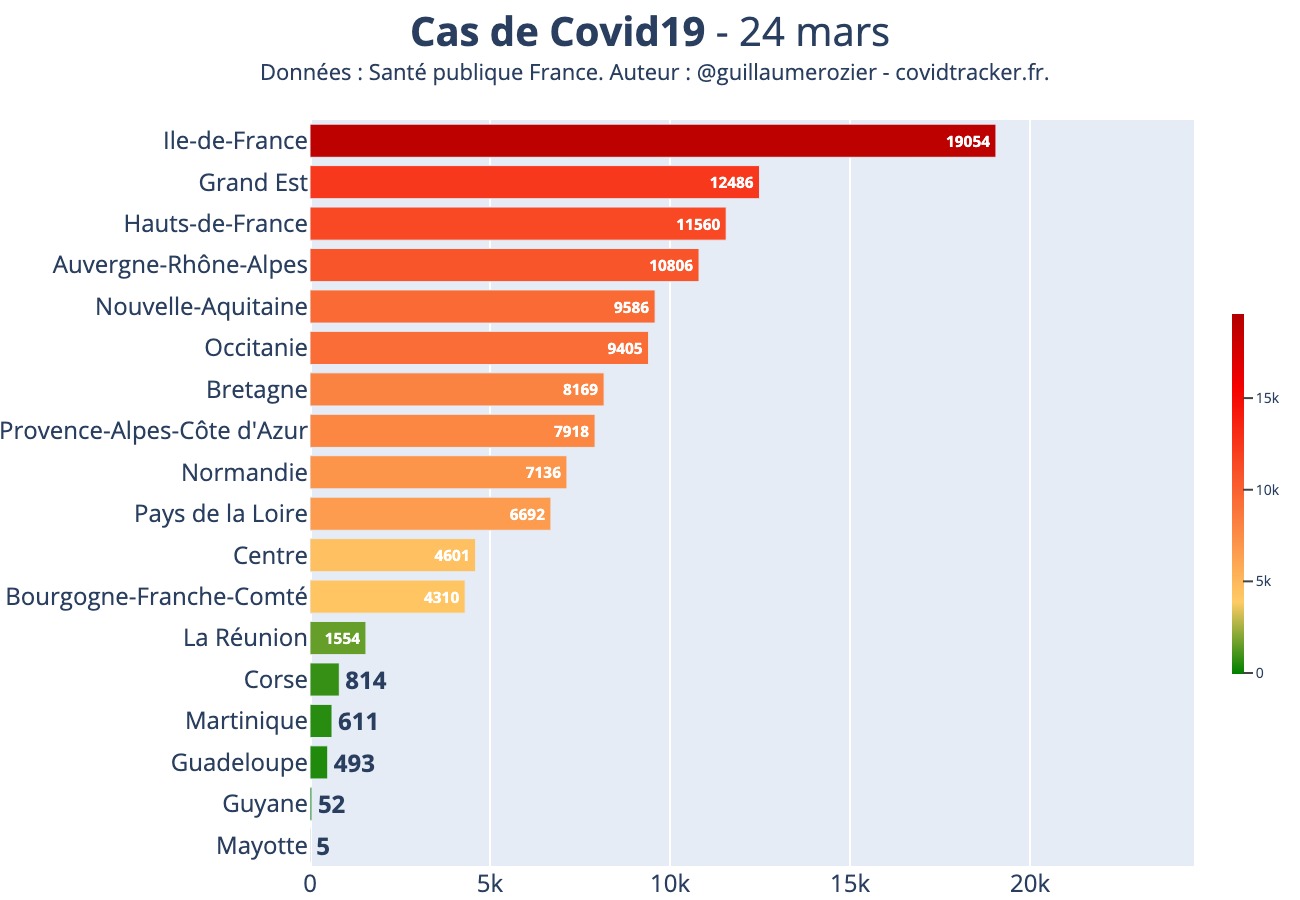 Cas de Covid19 - 24 mars
Données : Santé publique France. Auteur : @guillaumerozier - covidtracker.fr.
Ile-de-France 19054
Grand Est 12486
Hauts-de-France 11560
Auvergne-Rhône-Alpes 10806
Nouvelle-Aquitaine 9586
Occitanie 9405
Bretagne 8169
Provence-Alpes-Côte d'Azur 7918
Normandie 7136
Pays de la Loire 6692
Centre 4601
Bourgogne-Franche-Comté 4310
La Réunion 1554
Corse 814
Martinique 611
Guadeloupe 493
Guyane 52
Mayotte 5
0 5k 10k 15k 20k
15k
10k
5k
0